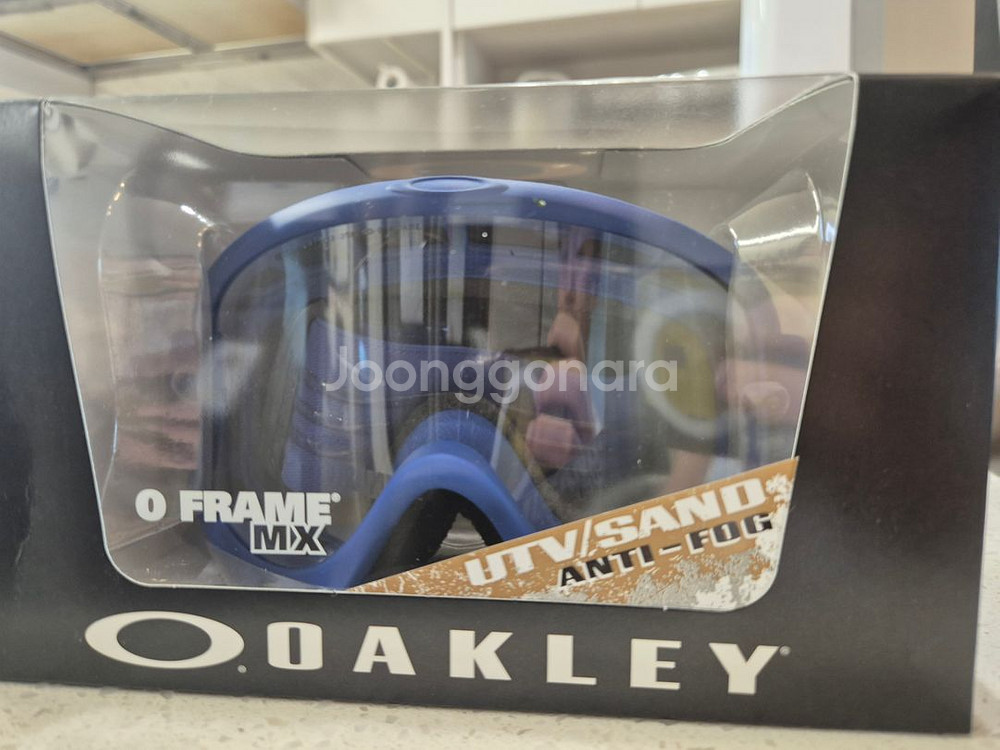 Joonggonara
O FRAME®
MX
UTV/SAND
ANTI-FOG
OAKLEY®